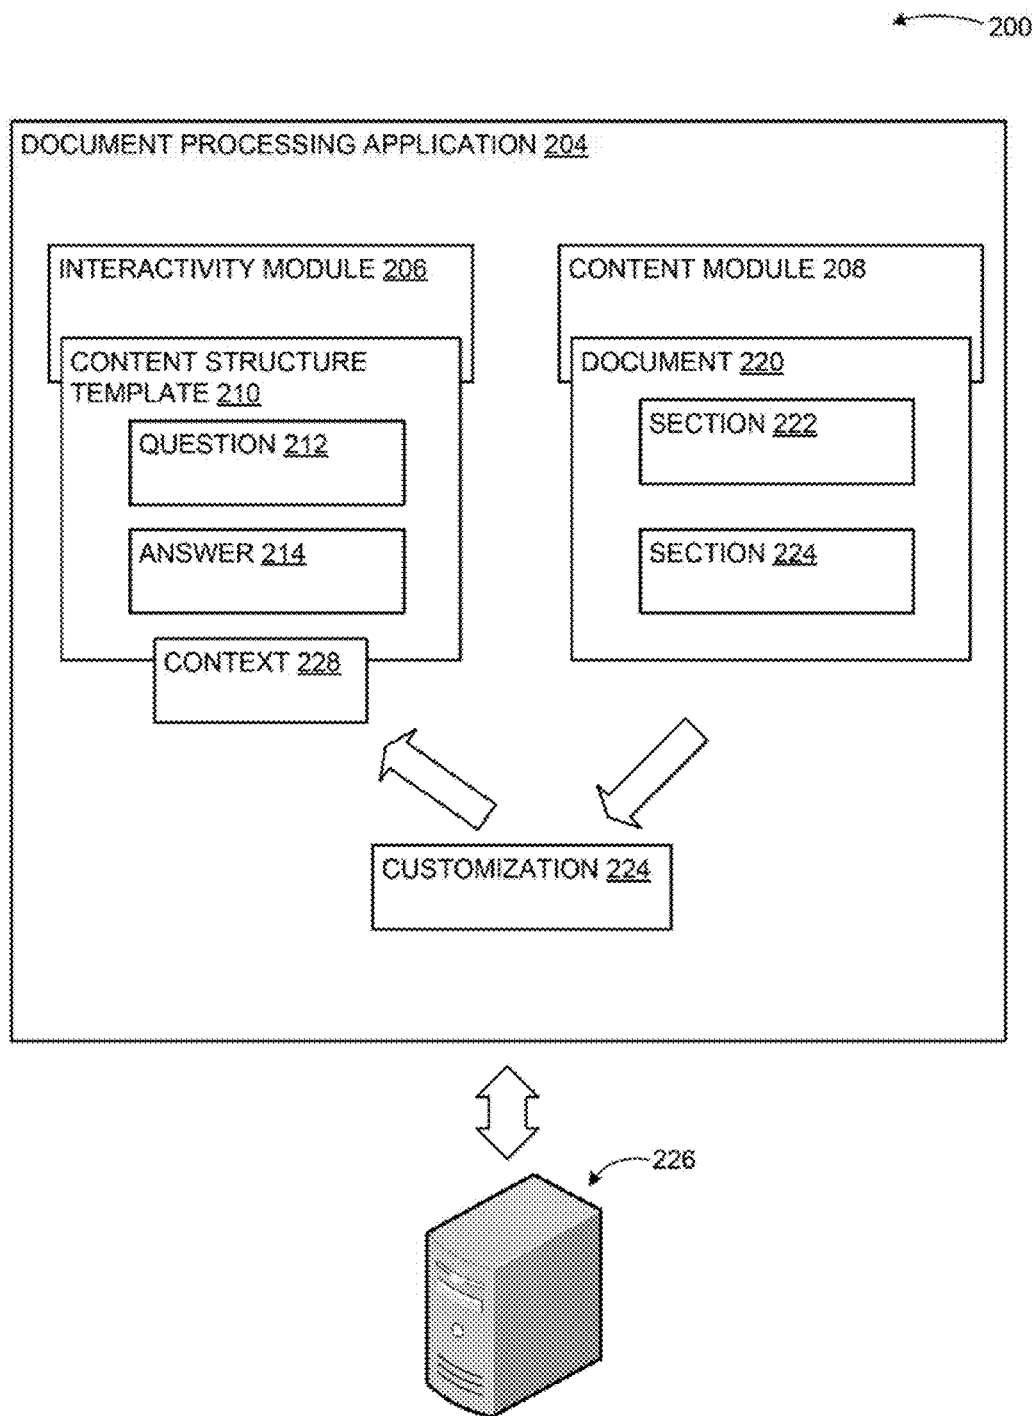 200
DOCUMENT PROCESSING APPLICATION 204
INTERACTIVITY MODULE 206
CONTENT STRUCTURE
TEMPLATE 210
QUESTION 212
ANSWER 214
CONTEXT 228
CONTENT MODULE 208
DOCUMENT 220
SECTION 222
SECTION 224
CUSTOMIZATION 224
226